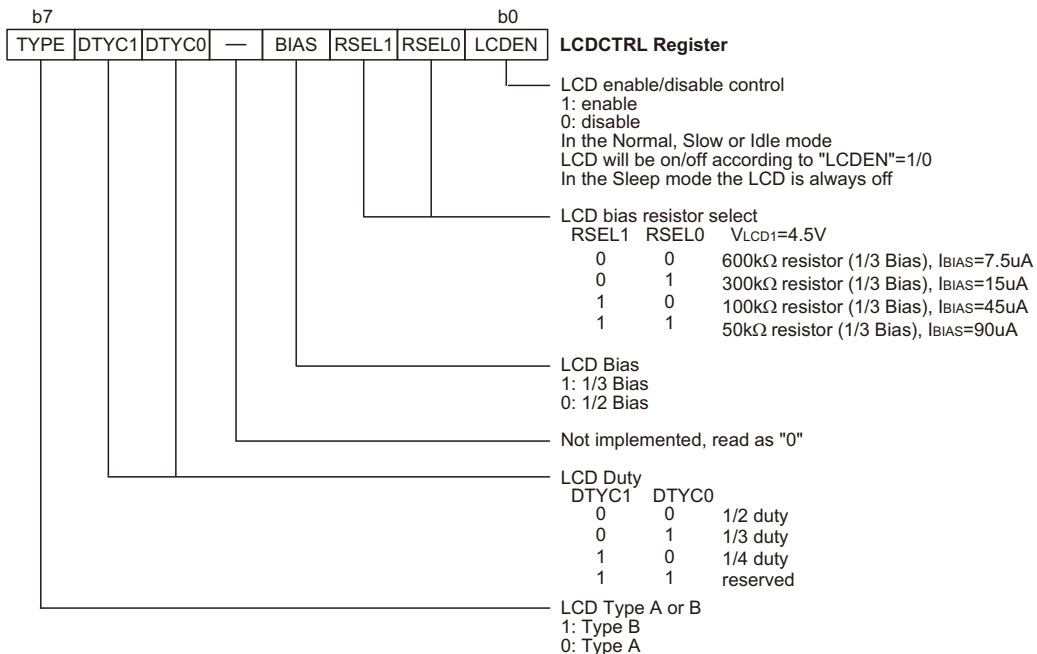 b7 b0
TYPE DTYC1 DTYC0 — BIAS RSEL1 RSEL0 LCDEN LCDCTRL Register
LCD enable/disable control
1: enable
0: disable
In the Normal, Slow or Idle mode
LCD will be on/off according to "LCDEN"=1/0
In the Sleep mode the LCD is always off
LCD bias resistor select
RSEL1 RSEL0 VLCD1=4.5V
0 0 600kΩ resistor (1/3 Bias), IBIAS=7.5uA
0 1 300kΩ resistor (1/3 Bias), IBIAS=15uA
1 0 100kΩ resistor (1/3 Bias), IBIAS=45uA
1 1 50kΩ resistor (1/3 Bias), IBIAS=90uA
LCD Bias
1: 1/3 Bias
0: 1/2 Bias
Not implemented, read as "0"
LCD Duty
DTYC1 DTYC0
0 0 1/2 duty
0 1 1/3 duty
1 0 1/4 duty
1 1 reserved
LCD Type A or B
1: Type B
0: Type A